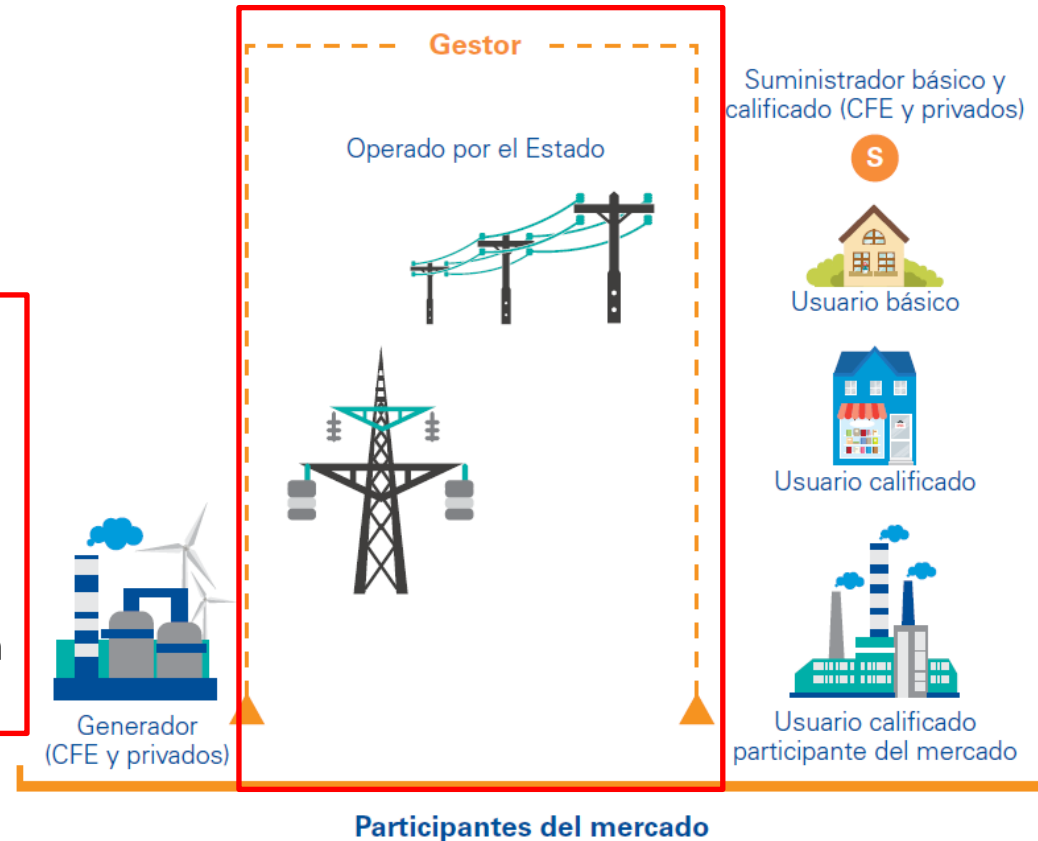 Gestor
Operado por el Estado
Suministrador básico y
calificado (CFE y privados)
S
Usuario básico
Usuario calificado
Generador
(CFE y privados)
Usuario calificado
participante del mercado
Participantes del mercado